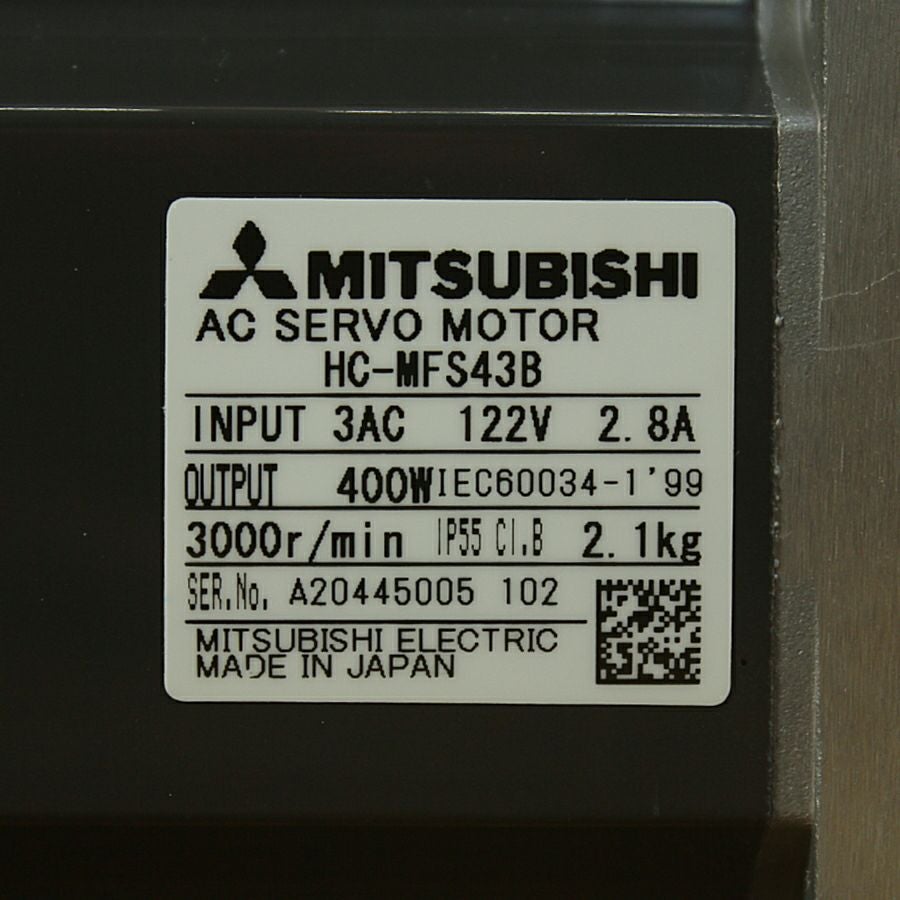 MITSUBISHI
AC SERVO MOTOR
HC-MFS43B
INPUT 3AC 122V 2.8A
OUTPUT 400W IEC60034-1'99
3000r/min IP55 CI.B 2.1kg
SER.No. A20445005 102
MITSUBISHI ELECTRIC
MADE IN JAPAN